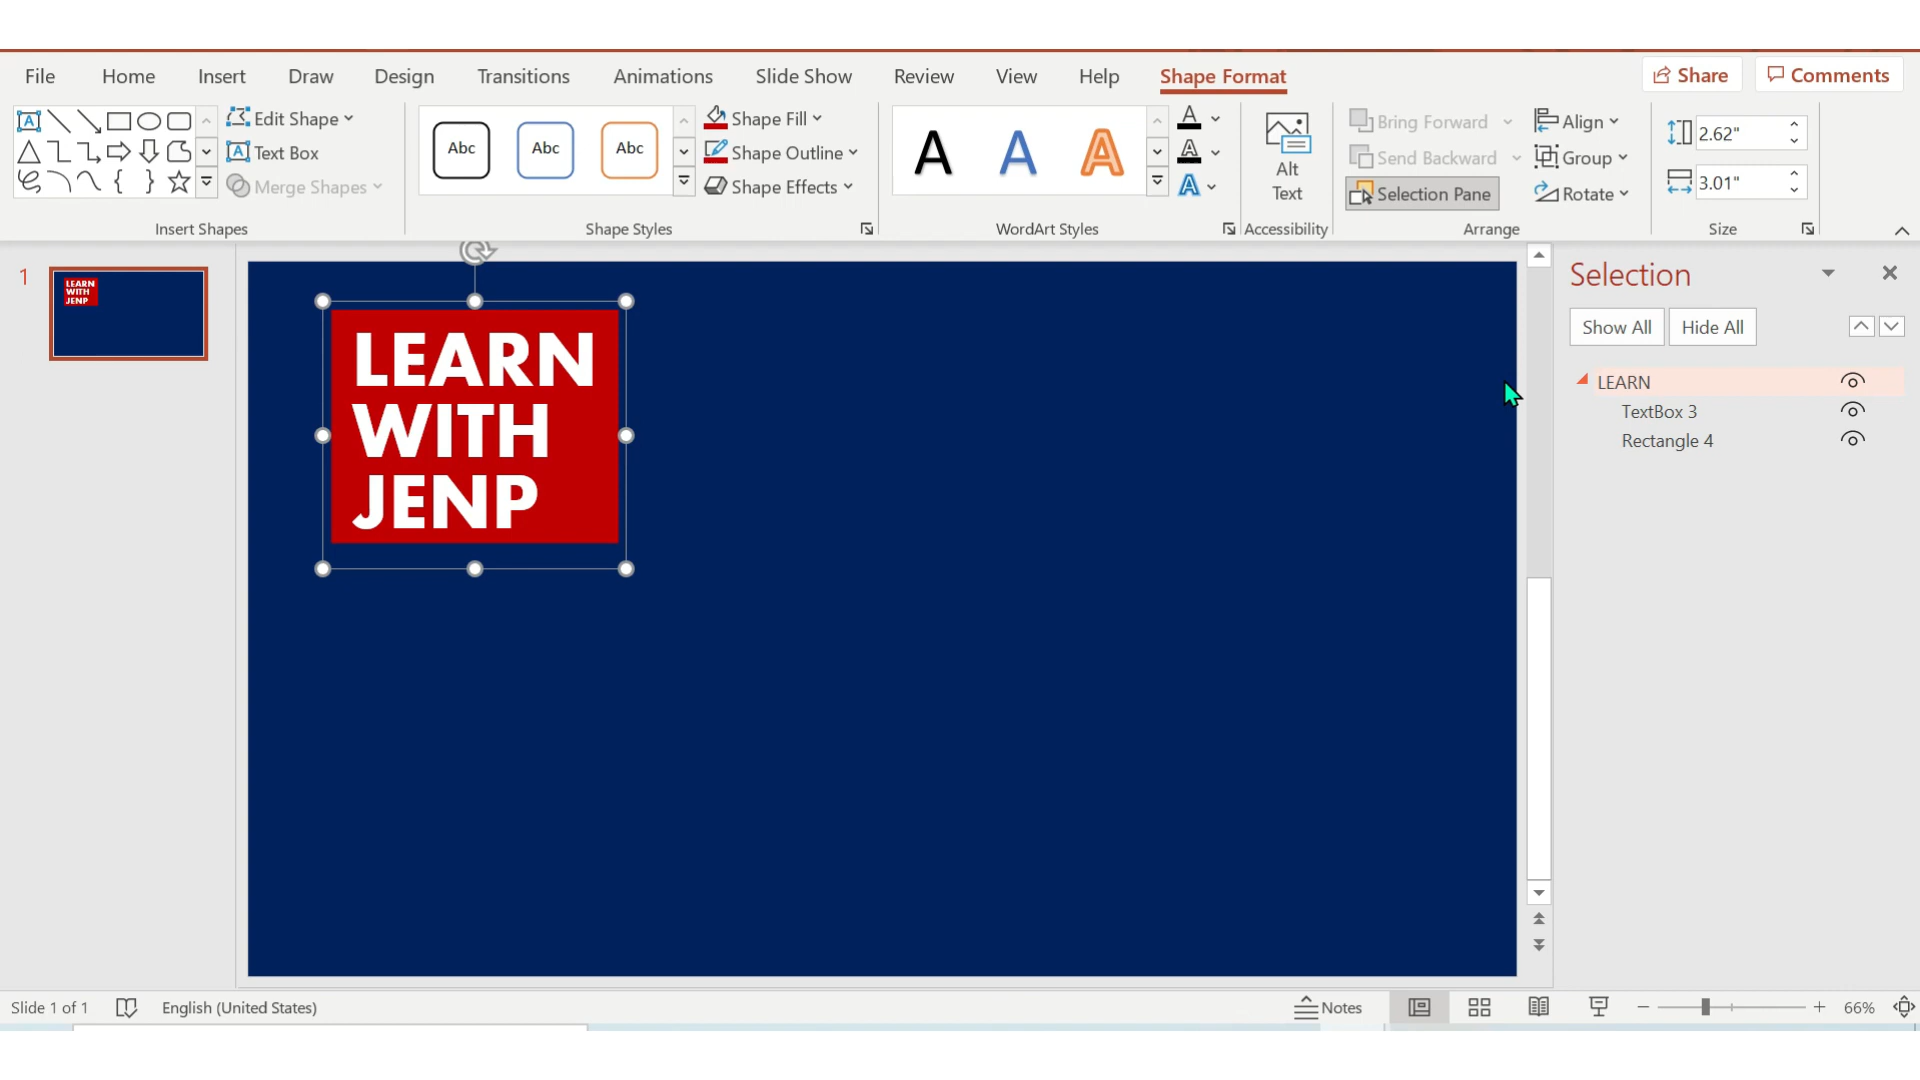 File Home Insert Draw Design Transitions Animations Slide Show Review View Help Shape Format Share Comments
Edit Shape
Text Box
Merge Shapes
Insert Shapes
Abc Abc Abc
Shape Fill
Shape Outline
Shape Effects
Shape Styles
A A A
WordArt Styles
Alt
Text
Accessibility
Bring Forward
Send Backward
Selection Pane
Align
Group
Rotate
Arrange
2.62"
3.01"
Size
1
LEARN
WITH
JENP
LEARN
WITH
JENP
Selection
Show All Hide All
LEARN
TextBox 3
Rectangle 4
Slide 1 of 1 English (United States) Notes 66%